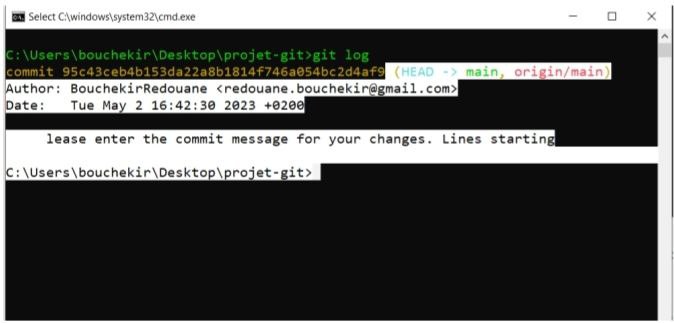 Select C:\windows\system32\cmd.exe
C:\Users\bouchekir\Desktop\projet-git>git log
commit 95c43ceb4b153da22a8b1814f746a054bc2d4af9 (HEAD -> main, origin/main)
Author: BouchekirRedouane <redouane.bouchekir@gmail.com>
Date:   Tue May 2 16:42:30 2023 +0200
lease enter the commit message for your changes. Lines starting
C:\Users\bouchekir\Desktop\projet-git>